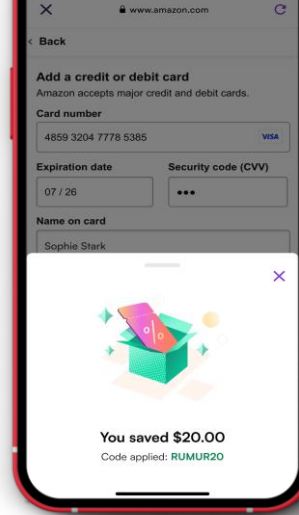 www.amazon.com
Back
Add a credit or debit card
Amazon accepts major credit and debit cards.
Card number
4859 3204 7778 5385 VISA
Expiration date Security code (CVV)
07 / 26 •••
Name on card
Sophie Stark
%
You saved $20.00
Code applied: RUMUR20